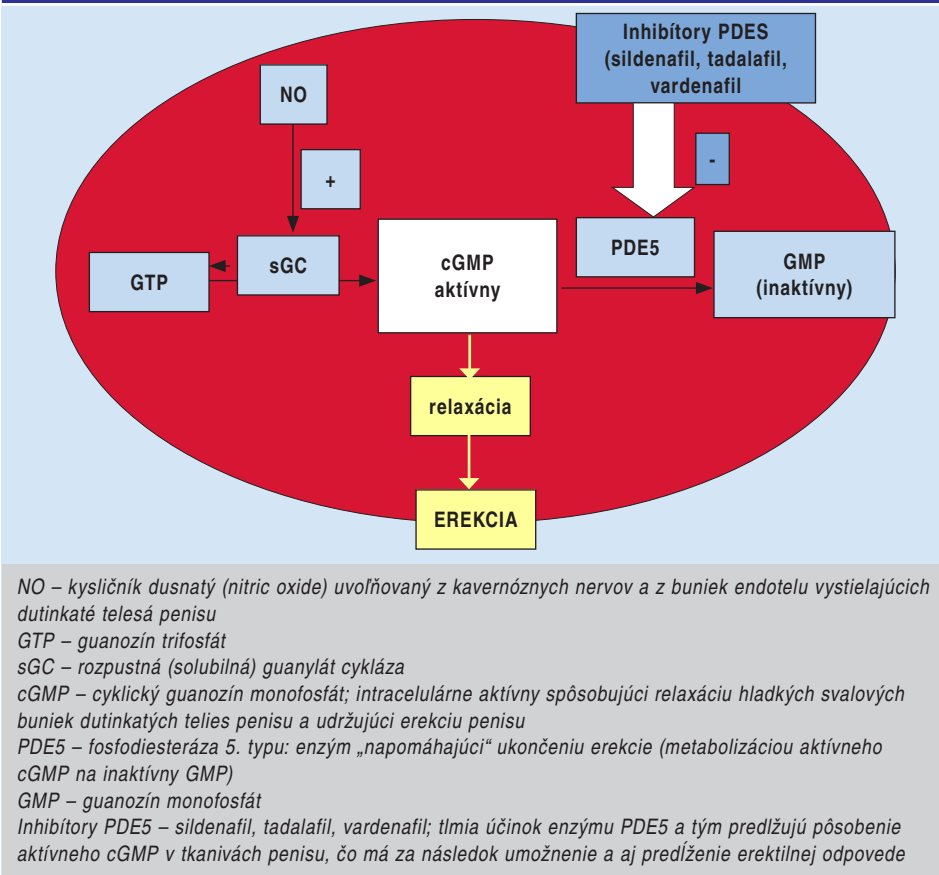 Inhibítory PDES
(sildenafil, tadalafil,
vardenafil
NO
+
-
GTP
sGC
cGMP
aktívny
PDE5
GMP
(inaktívny)
relaxácia
EREKCIA
NO – kysličník dusnatý (nitric oxide) uvoľňovaný z kavernóznych nervov a z buniek endotelu vystielajúcich
dutinkaté telesá penisu
GTP – guanozín trifosfát
sGC – rozpustná (solubilná) guanylát cykláza
cGMP – cyklický guanozín monofosfát; intracelulárne aktívny spôsobujúci relaxáciu hladkých svalových
buniek dutinkatých telies penisu a udržujúci erekciu penisu
PDE5 – fosfodiesteráza 5. typu: enzým „napomáhajúci“ ukončeniu erekcie (metabolizáciou aktívneho
cGMP na inaktívny GMP)
GMP – guanozín monofosfát
Inhibítory PDE5 – sildenafil, tadalafil, vardenafil; tlmia účinok enzýmu PDE5 a tým predlžujú pôsobenie
aktívneho cGMP v tkanivách penisu, čo má za následok umožnenie a aj predĺženie erektilnej odpovede